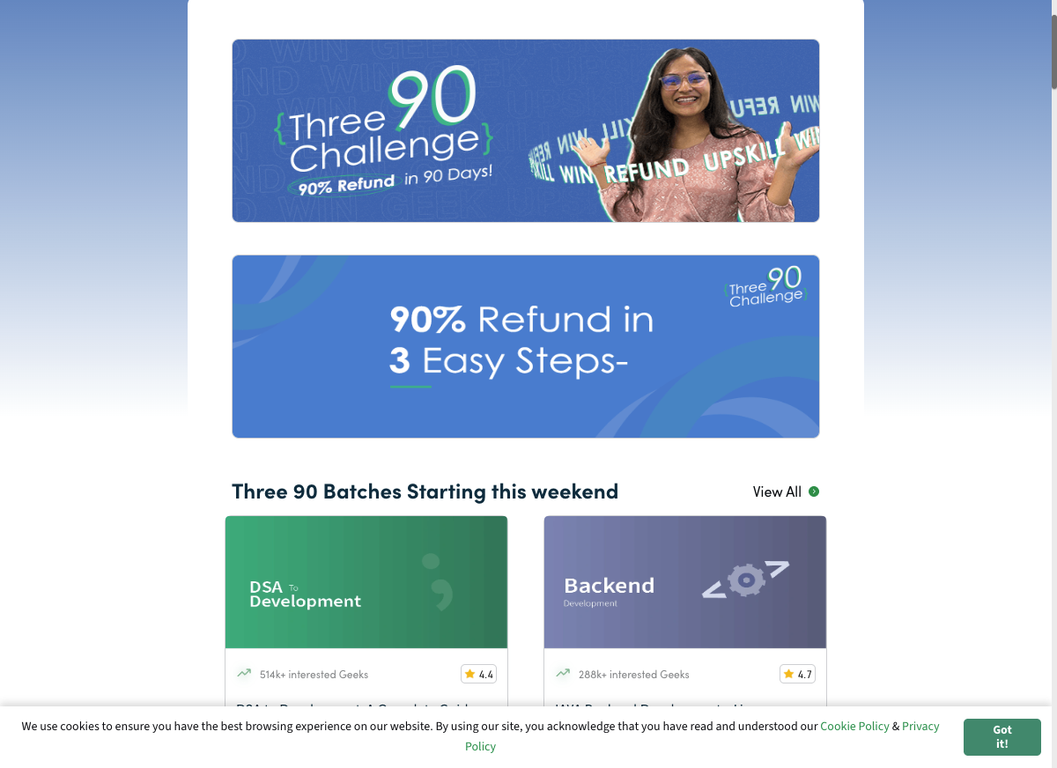 Three 90
{Challenge}
90% Refund in 90 Days!
REFUND WIN UPSKILL WIN REFUND WIN
UPSKILL WIN REFUND UPSKILL WIN
Three 90
{Challenge}
90% Refund in
3 Easy Steps-
Three 90 Batches Starting this weekend
View All
DSA To
Development
Backend
Development
514k+ interested Geeks
4.4
288k+ interested Geeks
4.7
We use cookies to ensure you have the best browsing experience on our website. By using our site, you acknowledge that you have read and understood our Cookie Policy & Privacy
Policy
Got
it!